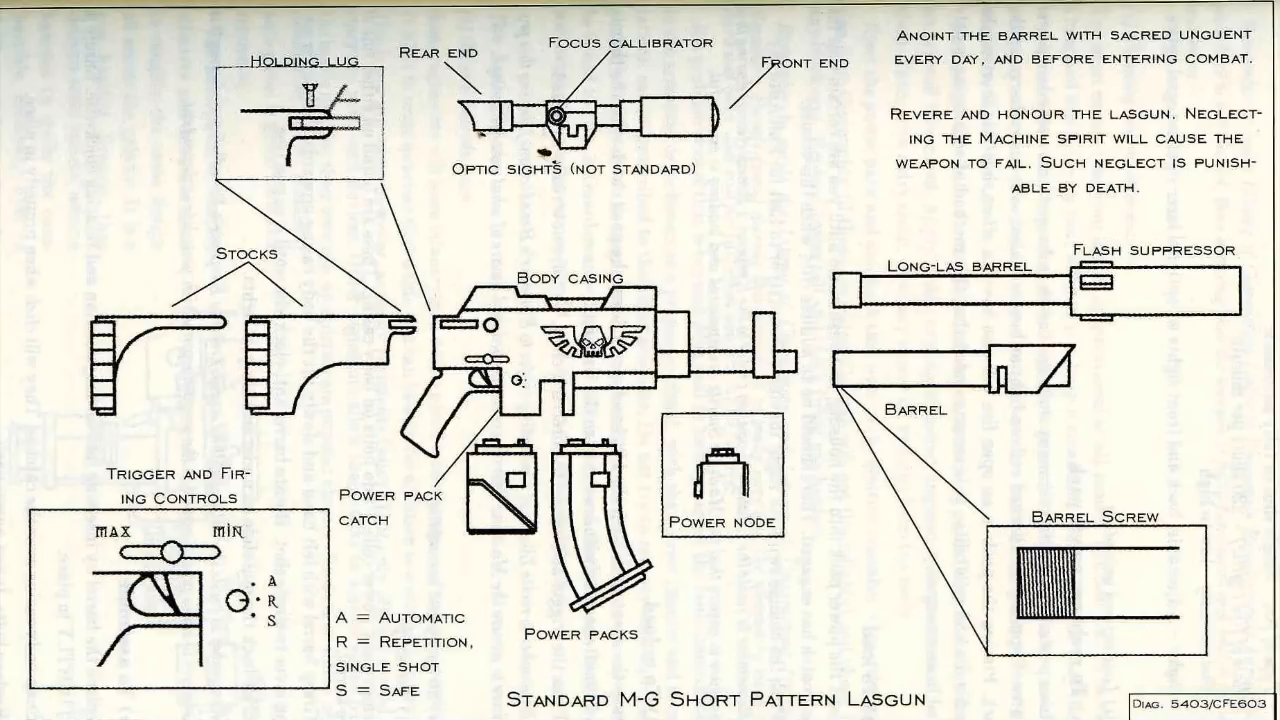 HOLDING LUG
REAR END
FOCUS CALLIBRATOR
FRONT END
OPTIC SIGHTS (NOT STANDARD)
ANOINT THE BARREL WITH SACRED UNGUENT
EVERY DAY, AND BEFORE ENTERING COMBAT.
REVERE AND HONOUR THE LASGUN. NEGLECT-
ING THE MACHINE SPIRIT WILL CAUSE THE
WEAPON TO FAIL. SUCH NEGLECT IS PUNISH-
ABLE BY DEATH.
STOCKS
BODY CASING
LONG-LAS BARREL
FLASH SUPPRESSOR
BARREL
TRIGGER AND FIR-
ING CONTROLS
MAX
MIN
A
R
S
A = AUTOMATIC
R = REPETITION,
SINGLE SHOT
S = SAFE
POWER PACK
CATCH
POWER PACKS
POWER NODE
BARREL SCREW
STANDARD M-G SHORT PATTERN LASGUN
DIAG. 5403/CFE603